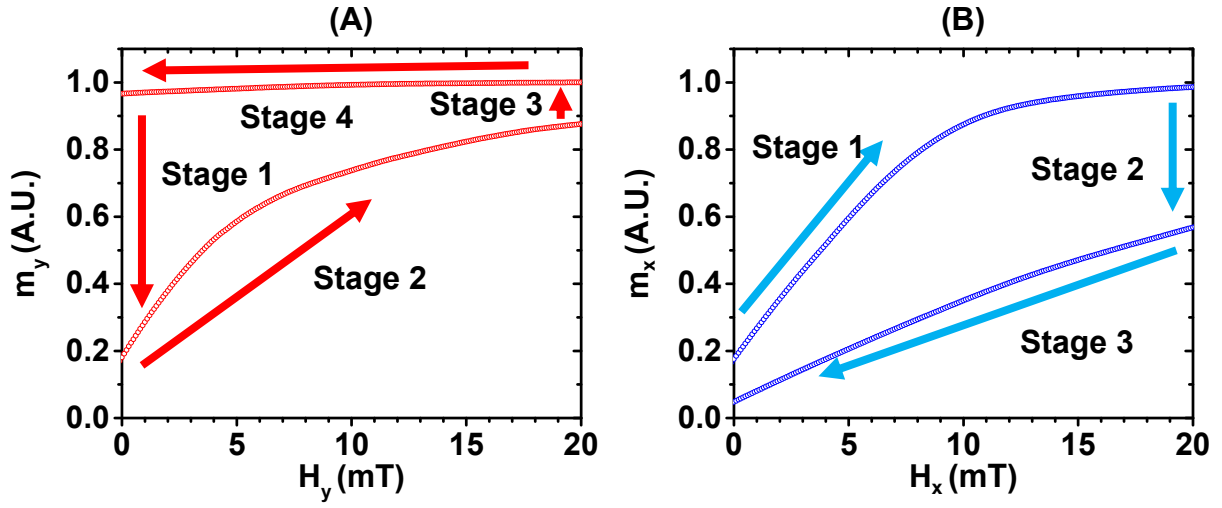 (A)
m_y (A.U.)
1.0
0.8
0.6
0.4
0.2
0.0
Stage 4
Stage 3
Stage 1
Stage 2
0 5 10 15 20
H_y (mT)
(B)
m_x (A.U.)
1.0
0.8
0.6
0.4
0.2
0.0
Stage 1
Stage 2
Stage 3
0 5 10 15 20
H_x (mT)